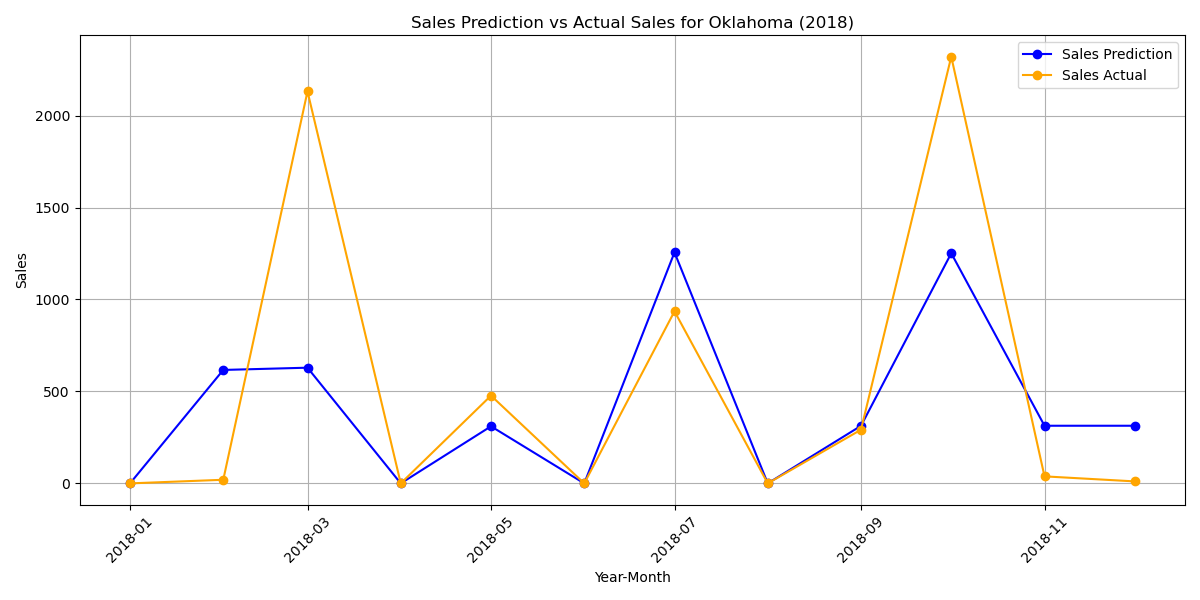 Sales Prediction vs Actual Sales for Oklahoma (2018)
Sales Prediction
Sales Actual
2000
1500
1000
500
0
Sales
2018-01
2018-03
2018-05
2018-07
2018-09
2018-11
Year-Month